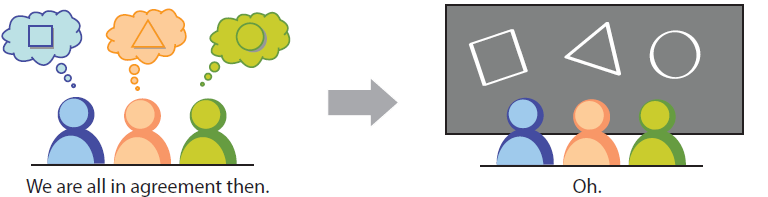 We are all in agreement then.
Oh.